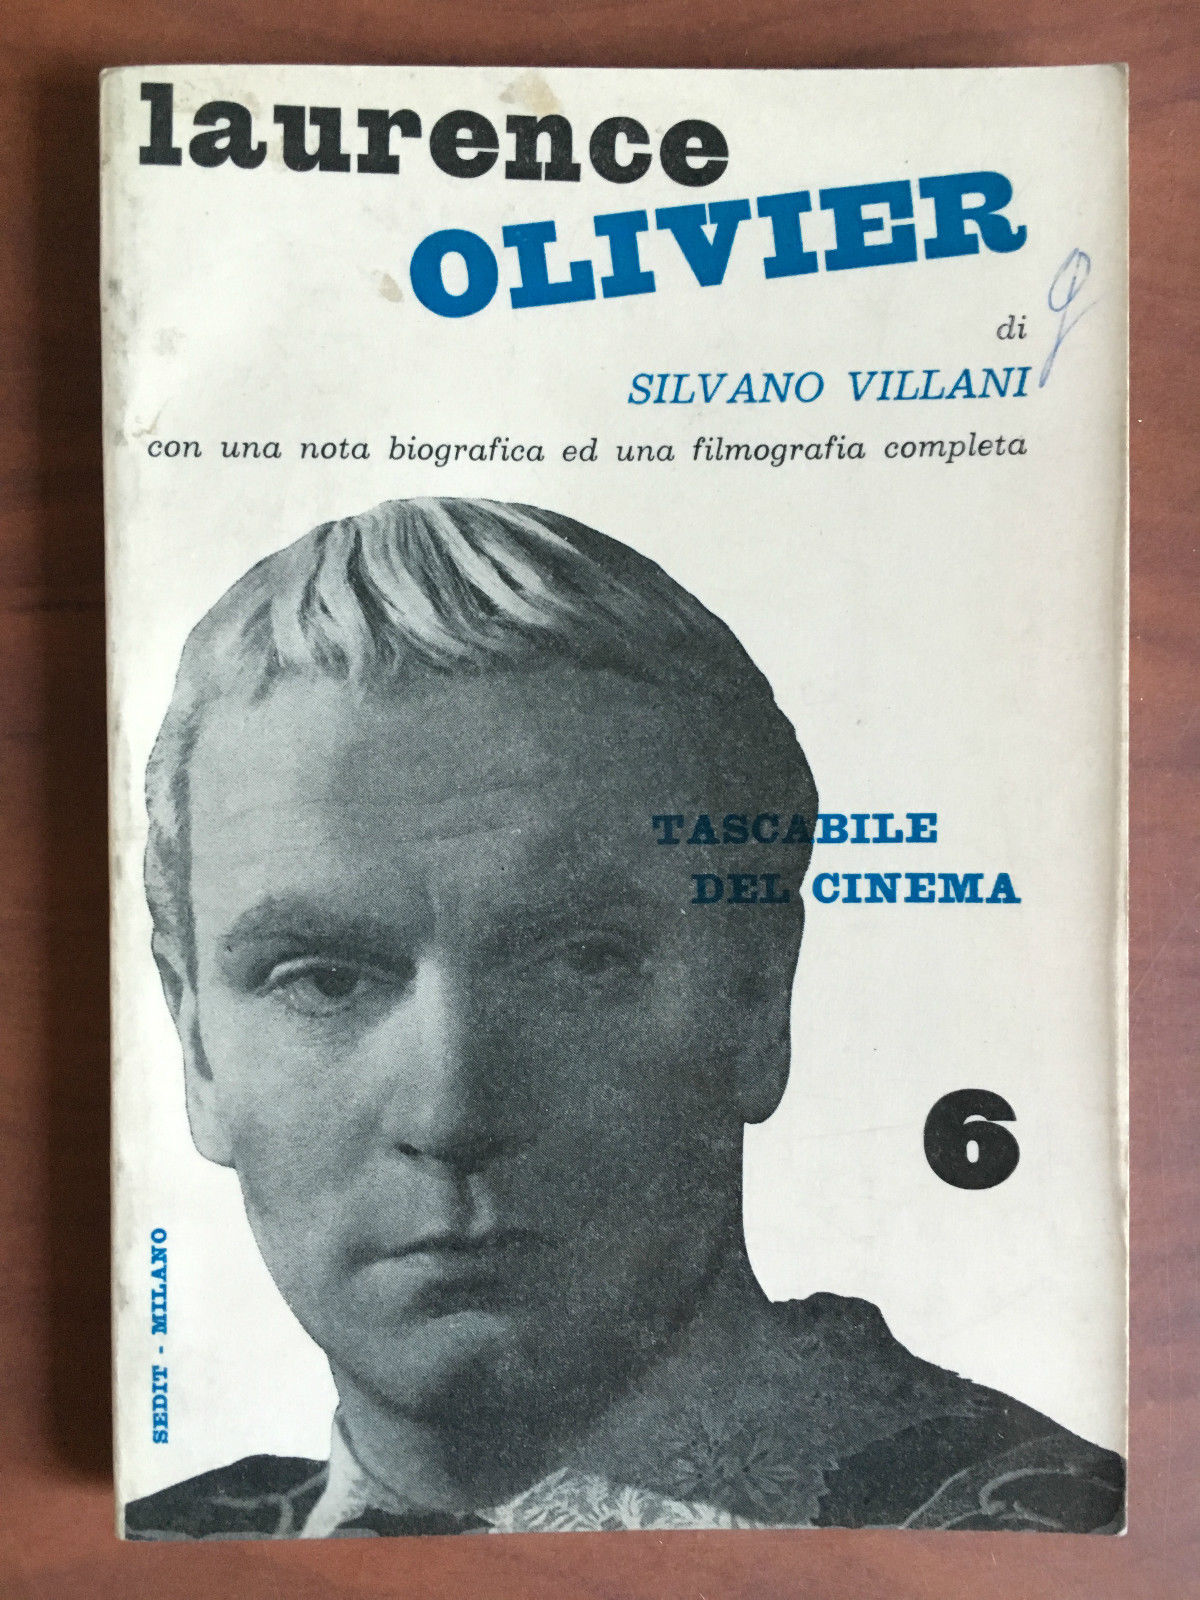 laurence
OLIVIER
di
SILVANO VILLANI
con una nota biografica ed una filmografia completa
TASCABILE
DEL CINEMA
6
SEDIT - MILANO